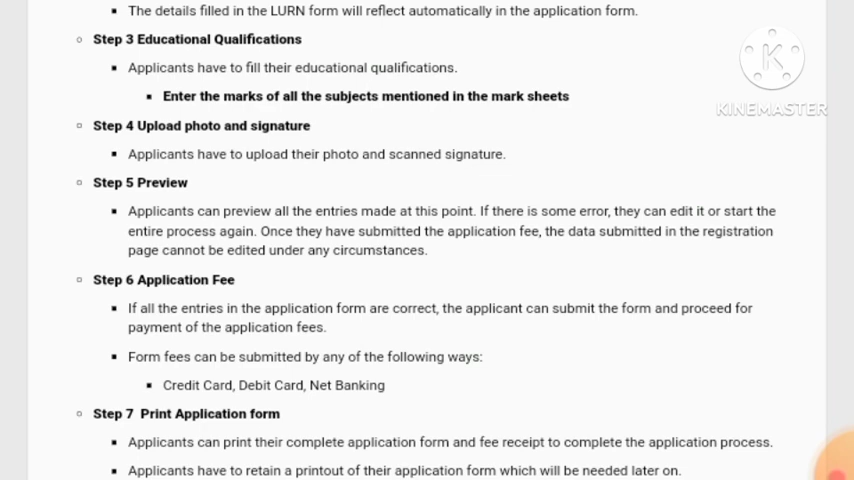 The details filled in the LURN form will reflect automatically in the application form.
Step 3 Educational Qualifications
Applicants have to fill their educational qualifications.
Enter the marks of all the subjects mentioned in the mark sheets
Step 4 Upload photo and signature
Applicants have to upload their photo and scanned signature.
Step 5 Preview
Applicants can preview all the entries made at this point. If there is some error, they can edit it or start the
entire process again. Once they have submitted the application fee, the data submitted in the registration
page cannot be edited under any circumstances.
Step 6 Application Fee
If all the entries in the application form are correct, the applicant can submit the form and proceed for
payment of the application fees.
Form fees can be submitted by any of the following ways:
Credit Card, Debit Card, Net Banking
Step 7 Print Application form
Applicants can print their complete application form and fee receipt to complete the application process.
Applicants have to retain a printout of their application form which will be needed later on.
K
KINEMASTER